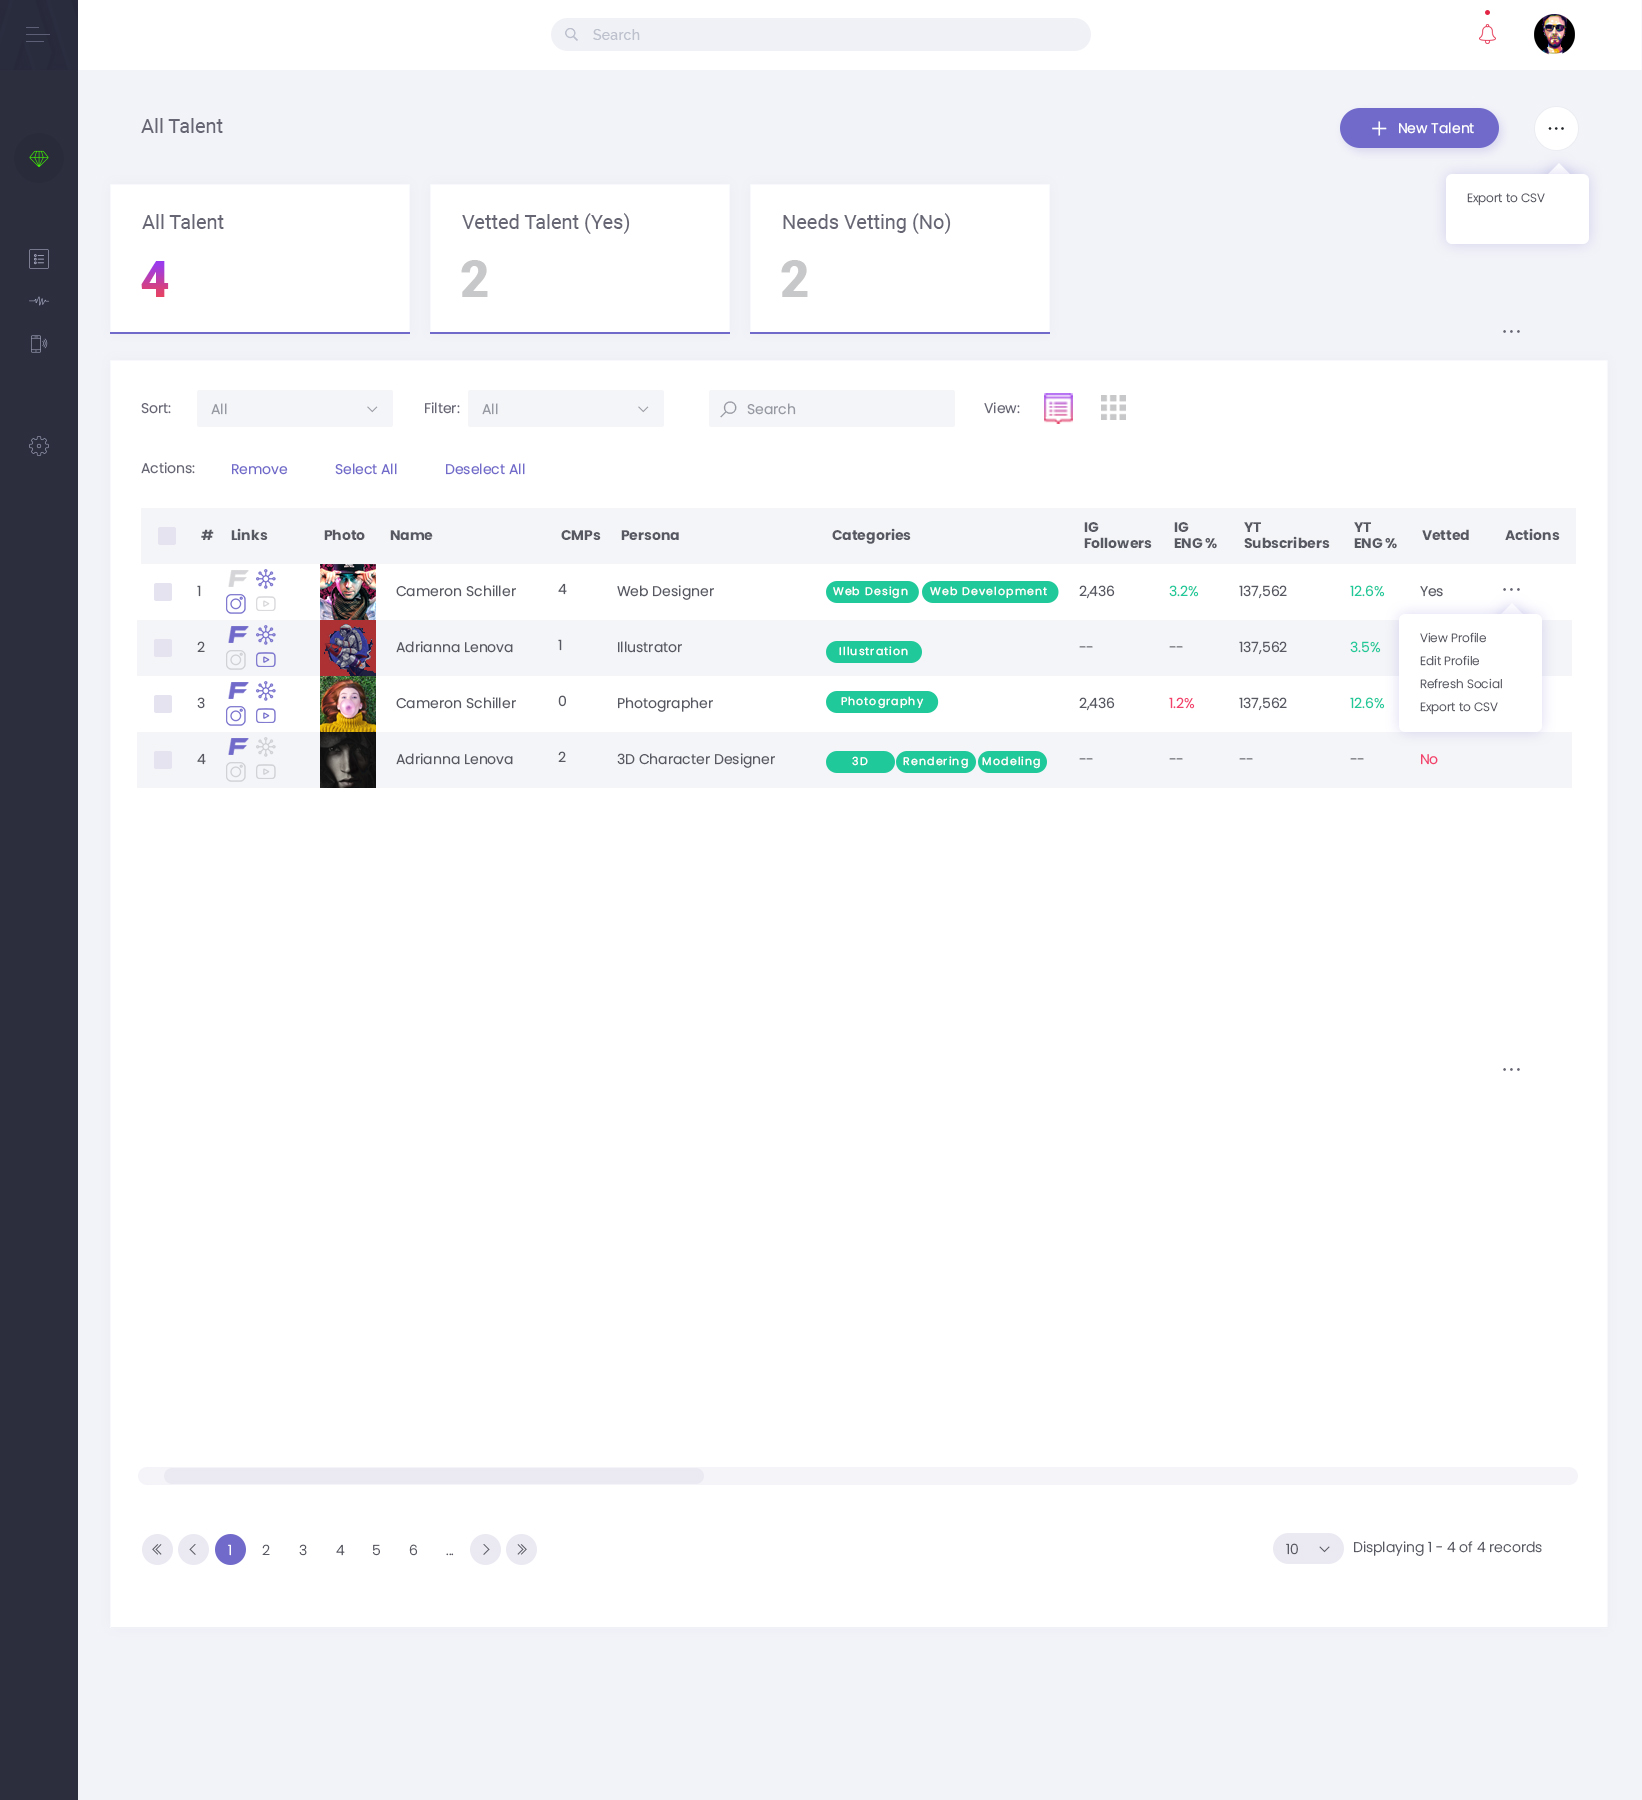 Search
All Talent
New Talent
Export to CSV
All Talent
4
Vetted Talent (Yes)
2
Needs Vetting (No)
2
Sort: All Filter: All Search View:
Actions: Remove Select All Deselect All
# Links Photo Name CMPs Persona Categories IG Followers IG ENG % YT Subscribers YT ENG % Vetted Actions
1 Cameron Schiller 4 Web Designer Web Design Web Development 2,436 3.2% 137,562 12.6% Yes
2 Adrianna Lenova 1 Illustrator Illustration -- -- 137,562 3.5%
3 Cameron Schiller 0 Photographer Photography 2,436 1.2% 137,562 12.6%
4 Adrianna Lenova 2 3D Character Designer 3D Rendering Modeling -- -- -- -- No
View Profile
Edit Profile
Refresh Social
Export to CSV
1 2 3 4 5 6 ...
10 Displaying 1 - 4 of 4 records